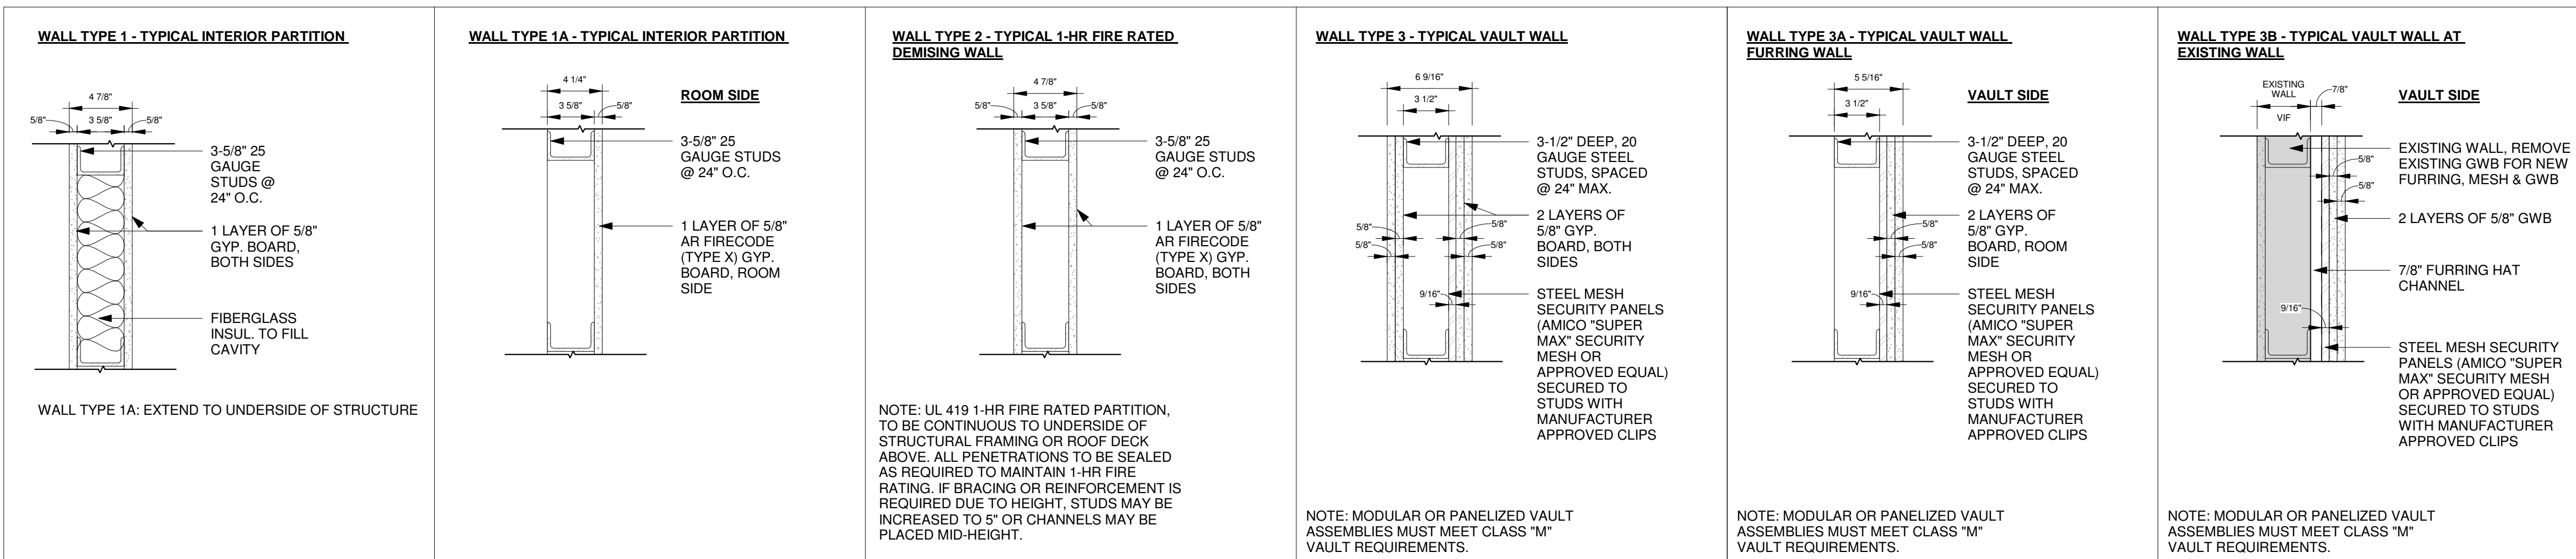 WALL TYPE 1 - TYPICAL INTERIOR PARTITION
4 7/8"
5/8"
3 5/8"
5/8"
3-5/8" 25
GAUGE
STUDS @
24" O.C.
1 LAYER OF 5/8"
GYP. BOARD,
BOTH SIDES
FIBERGLASS
INSUL. TO FILL
CAVITY
WALL TYPE 1A: EXTEND TO UNDERSIDE OF STRUCTURE
WALL TYPE 1A - TYPICAL INTERIOR PARTITION
4 1/4"
3 5/8"
5/8"
ROOM SIDE
3-5/8" 25
GAUGE STUDS
@ 24" O.C.
1 LAYER OF 5/8"
AR FIRECODE
(TYPE X) GYP.
BOARD, ROOM
SIDE
WALL TYPE 2 - TYPICAL 1-HR FIRE RATED
DEMISING WALL
4 7/8"
5/8"
3 5/8"
5/8"
3-5/8" 25
GAUGE STUDS
@ 24" O.C.
1 LAYER OF 5/8"
AR FIRECODE
(TYPE X) GYP.
BOARD, BOTH
SIDES
NOTE: UL 419 1-HR FIRE RATED PARTITION,
TO BE CONTINUOUS TO UNDERSIDE OF
STRUCTURAL FRAMING OR ROOF DECK
ABOVE. ALL PENETRATIONS TO BE SEALED
AS REQUIRED TO MAINTAIN 1-HR FIRE
RATING. IF BRACING OR REINFORCEMENT IS
REQUIRED DUE TO HEIGHT, STUDS MAY BE
INCREASED TO 5" OR CHANNELS MAY BE
PLACED MID-HEIGHT.
WALL TYPE 3 - TYPICAL VAULT WALL
6 9/16"
3 1/2"
3-1/2" DEEP, 20
GAUGE STEEL
STUDS, SPACED
@ 24" MAX.
2 LAYERS OF
5/8" GYP.
BOARD, BOTH
SIDES
5/8"
5/8"
5/8"
5/8"
9/16"
STEEL MESH
SECURITY PANELS
(AMICO "SUPER
MAX" SECURITY
MESH OR
APPROVED EQUAL)
SECURED TO
STUDS WITH
MANUFACTURER
APPROVED CLIPS
NOTE: MODULAR OR PANELIZED VAULT
ASSEMBLIES MUST MEET CLASS "M"
VAULT REQUIREMENTS.
WALL TYPE 3A - TYPICAL VAULT WALL
FURRING WALL
5 5/16"
3 1/2"
VAULT SIDE
3-1/2" DEEP, 20
GAUGE STEEL
STUDS, SPACED
@ 24" MAX.
2 LAYERS OF
5/8" GYP.
BOARD, ROOM
SIDE
5/8"
5/8"
9/16"
STEEL MESH
SECURITY PANELS
(AMICO "SUPER
MAX" SECURITY
MESH OR
APPROVED EQUAL)
SECURED TO
STUDS WITH
MANUFACTURER
APPROVED CLIPS
NOTE: MODULAR OR PANELIZED VAULT
ASSEMBLIES MUST MEET CLASS "M"
VAULT REQUIREMENTS.
WALL TYPE 3B - TYPICAL VAULT WALL AT
EXISTING WALL
EXISTING
WALL
7/8"
VIF
VAULT SIDE
EXISTING WALL, REMOVE
EXISTING GWB FOR NEW
FURRING, MESH & GWB
5/8"
5/8"
2 LAYERS OF 5/8" GWB
7/8" FURRING HAT
CHANNEL
9/16"
STEEL MESH SECURITY
PANELS (AMICO "SUPER
MAX" SECURITY MESH
OR APPROVED EQUAL)
SECURED TO STUDS
WITH MANUFACTURER
APPROVED CLIPS
NOTE: MODULAR OR PANELIZED VAULT
ASSEMBLIES MUST MEET CLASS "M"
VAULT REQUIREMENTS.